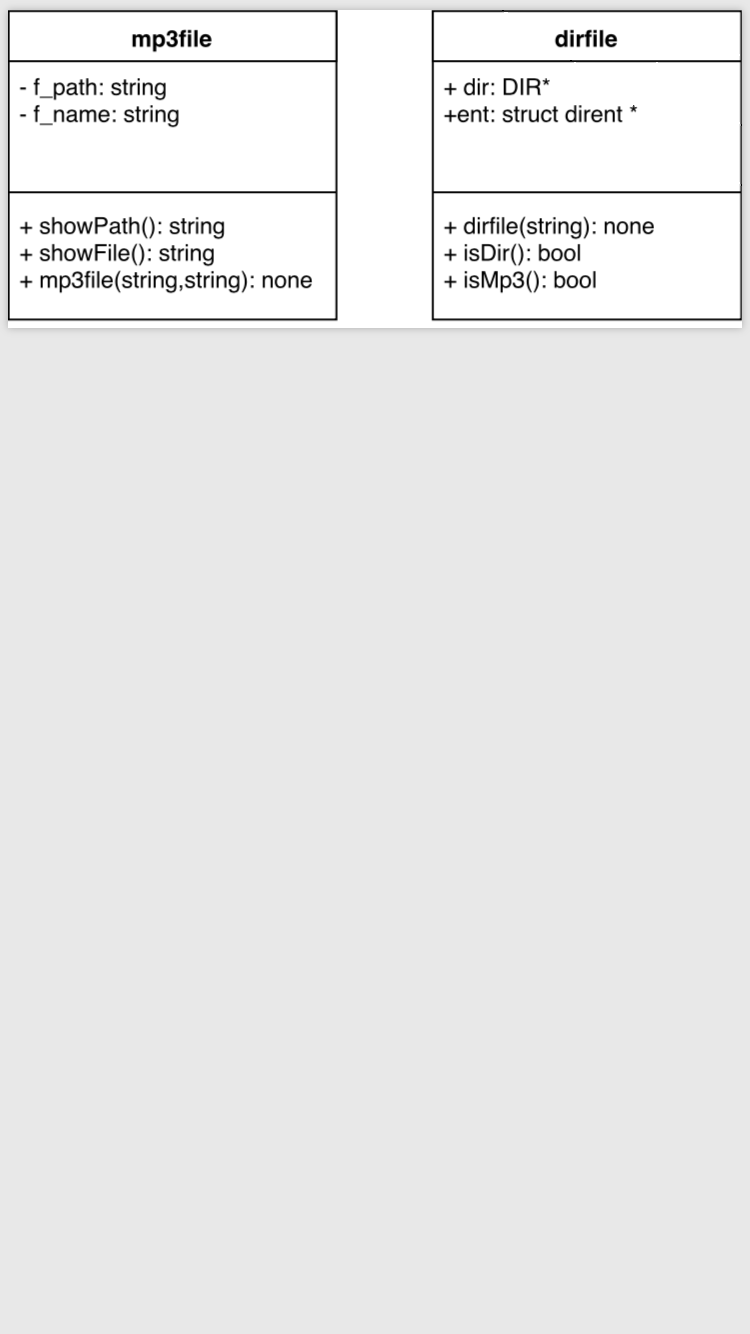 mp3file
- f_path: string
- f_name: string
+ showPath(): string
+ showFile(): string
+ mp3file(string,string): none
dirfile
+ dir: DIR*
+ent: struct dirent *
+ dirfile(string): none
+ isDir(): bool
+ isMp3(): bool